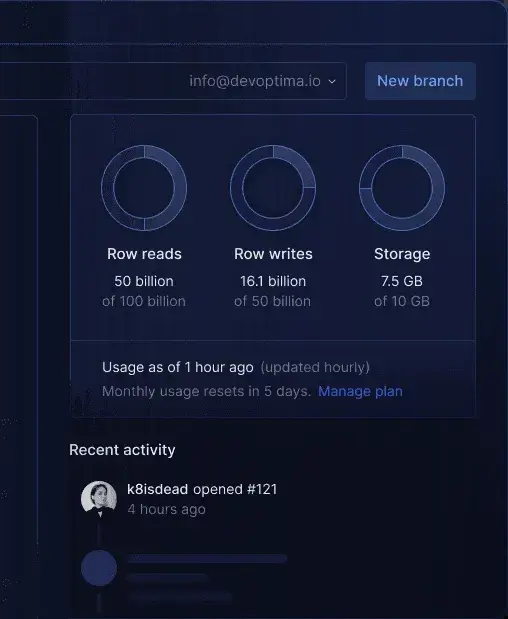 info@devoptima.io
New branch
Row reads
50 billion
of 100 billion
Row writes
16.1 billion
of 50 billion
Storage
7.5 GB
of 10 GB
Usage as of 1 hour ago (updated hourly)
Monthly usage resets in 5 days. Manage plan
Recent activity
k8isdead opened #121
4 hours ago